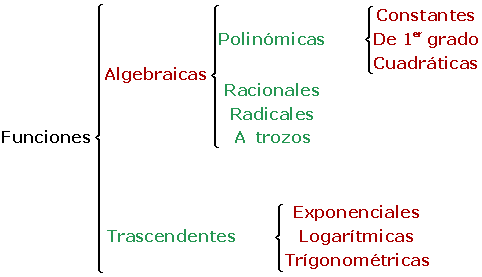 Constantes
Polinómicas
De 1er grado
Cuadráticas
Algebraicas
Racionales
Radicales
A trozos
Funciones
Exponenciales
Trascendentes
Logarítmicas
Trígonométricas